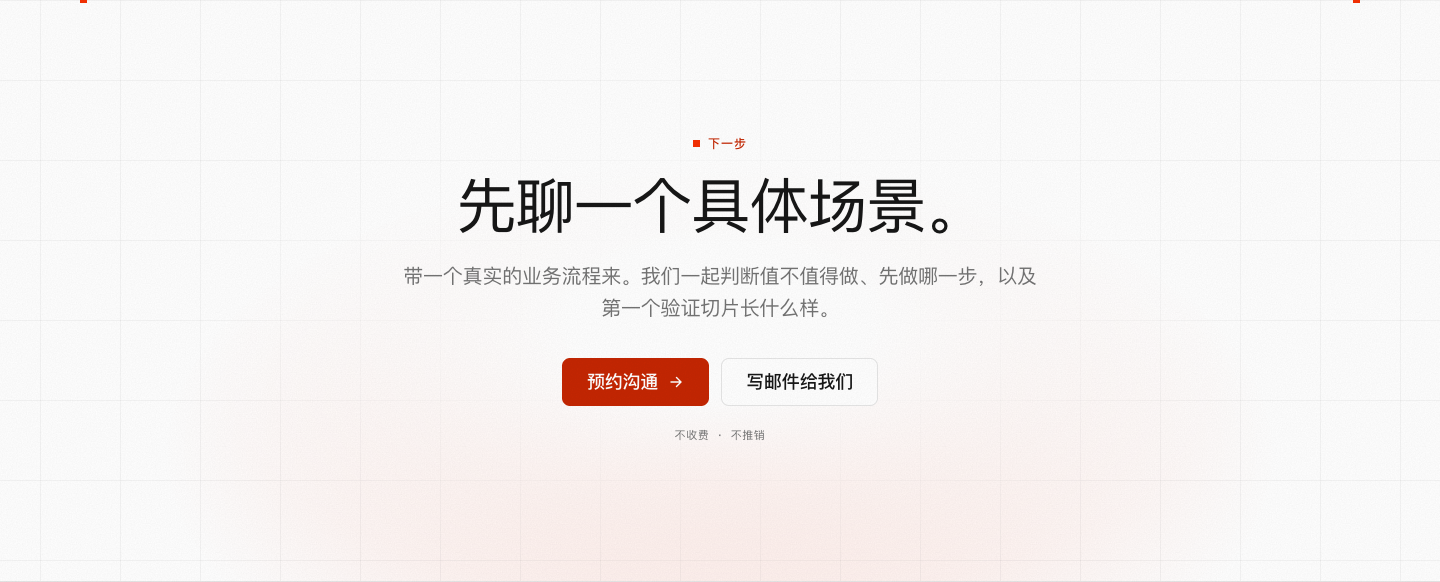 下一步
先聊一个具体场景。
带一个真实的业务流程来。我们一起判断值不值得做、先做哪一步，以及
第一个验证切片长什么样。
预约沟通 →
写邮件给我们
不收费 · 不推销